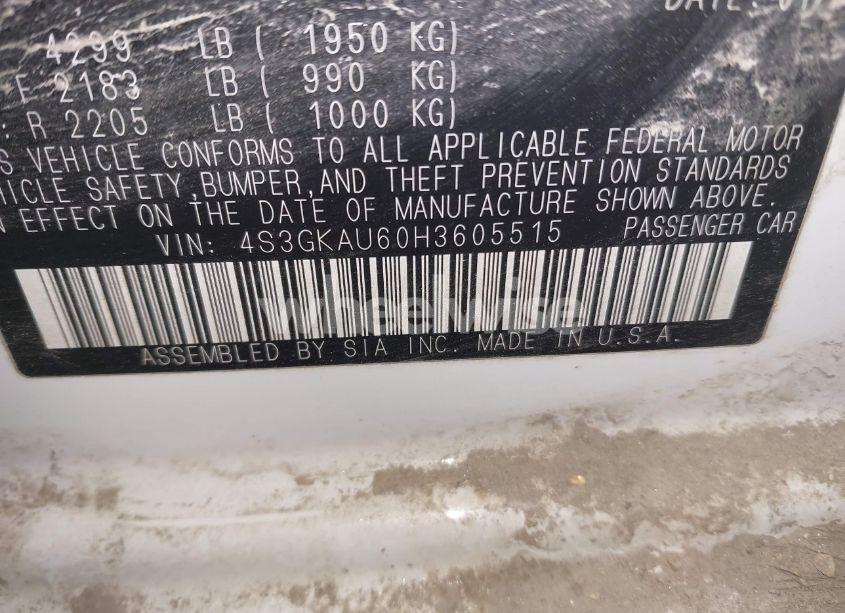 DATE:
4299 LB ( 1950 KG)
F 2183 LB ( 990 KG)
R 2205 LB ( 1000 KG)
VEHICLE CONFORMS TO ALL APPLICABLE FEDERAL MOTOR
SAFETY,BUMPER,AND THEFT PREVENTION STANDARDS
EFFECT ON THE DATE OF MANUFACTURE SHOWN ABOVE.
VIN: 4S3GKAU60H3605515 PASSENGER CAR
Wheelwise
ASSEMBLED BY SIA INC. MADE IN U.S.A.